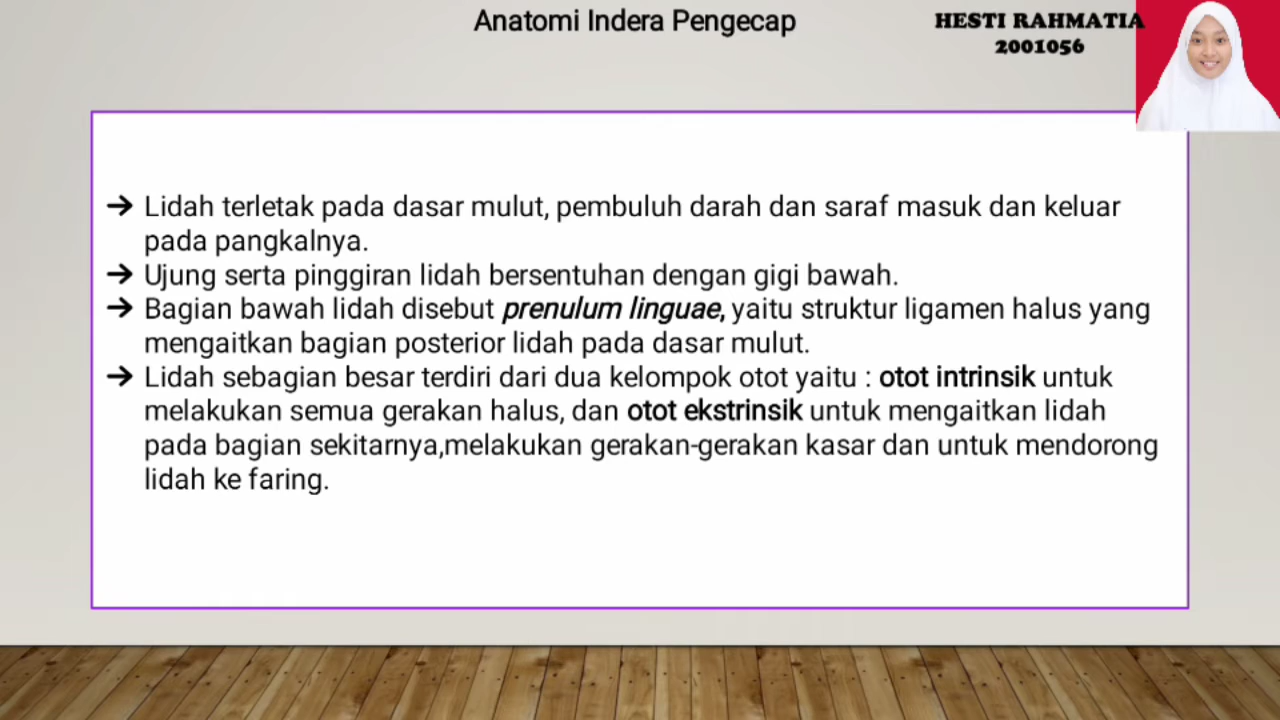 Anatomi Indera Pengecap
HESTI RAHMATIA
2001056
→ Lidah terletak pada dasar mulut, pembuluh darah dan saraf masuk dan keluar
pada pangkalnya.
→ Ujung serta pinggiran lidah bersentuhan dengan gigi bawah.
→ Bagian bawah lidah disebut prenulum linguae, yaitu struktur ligamen halus yang
mengaitkan bagian posterior lidah pada dasar mulut.
→ Lidah sebagian besar terdiri dari dua kelompok otot yaitu : otot intrinsik untuk
melakukan semua gerakan halus, dan otot ekstrinsik untuk mengaitkan lidah
pada bagian sekitarnya,melakukan gerakan-gerakan kasar dan untuk mendorong
lidah ke faring.